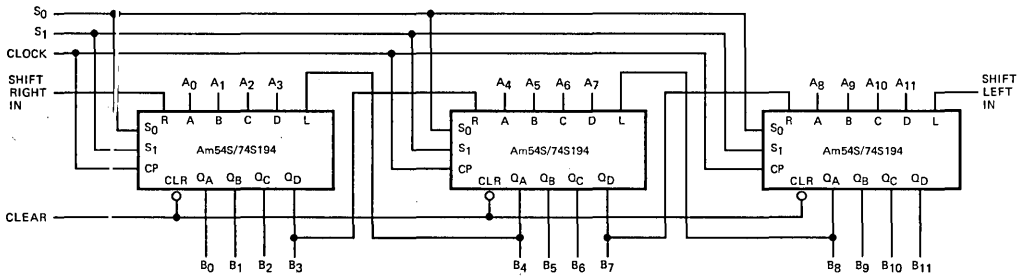 S0
S1
CLOCK
SHIFT RIGHT IN
A0 A1 A2 A3
A4 A5 A6 A7
A8 A9 A10 A11
SHIFT LEFT IN
R A B C D L
S0
S1
CP
Am54S/74S194
CLR QA QB QC QD
R A B C D L
S0
S1
CP
Am54S/74S194
CLR QA QB QC QD
R A B C D L
S0
S1
CP
Am54S/74S194
CLR QA QB QC QD
CLEAR
B0 B1 B2 B3
B4 B5 B6 B7
B8 B9 B10 B11